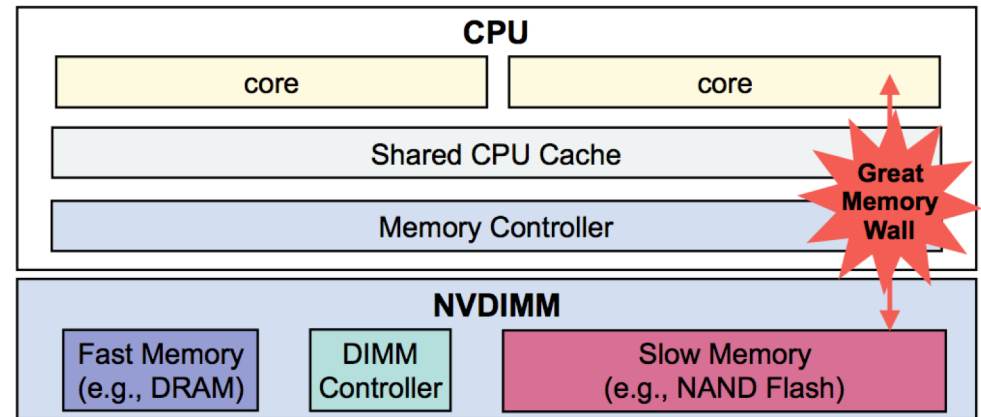 CPU
core
core
Shared CPU Cache
Great
Memory
Wall
Memory Controller
NVDIMM
Fast Memory
(e.g., DRAM)
DIMM
Controller
Slow Memory
(e.g., NAND Flash)